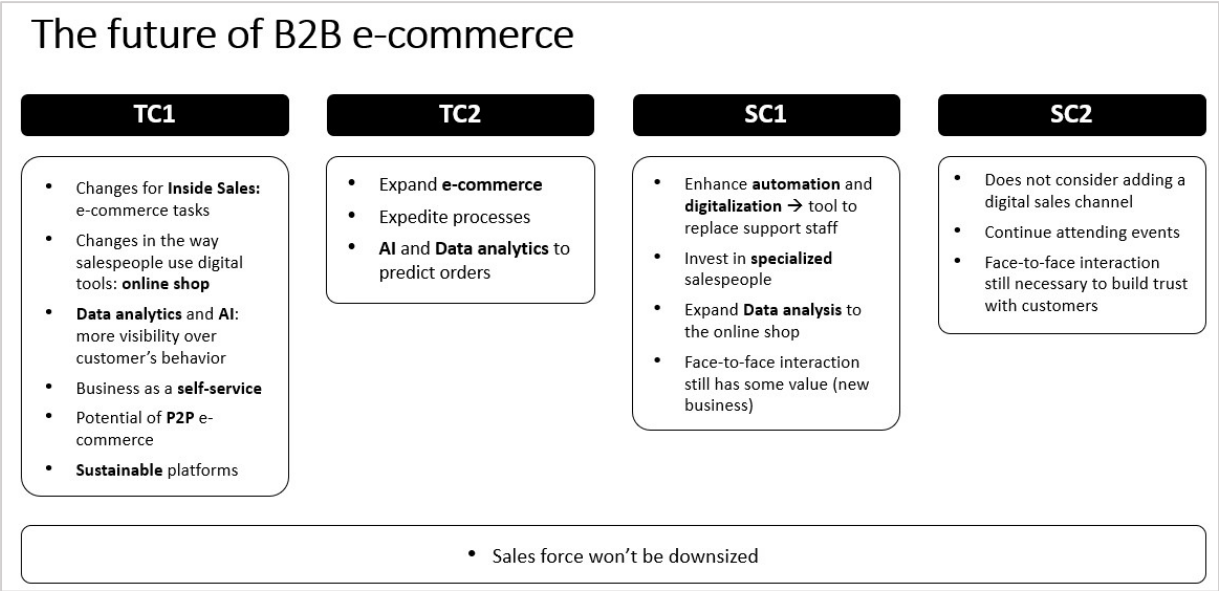 The future of B2B e-commerce
TC1
• Changes for Inside Sales:
e-commerce tasks
• Changes in the way
salespeople use digital
tools: online shop
• Data analytics and AI:
more visibility over
customer’s behavior
• Business as a self-service
• Potential of P2P e-
commerce
• Sustainable platforms
TC2
• Expand e-commerce
• Expedite processes
• AI and Data analytics to
predict orders
SC1
• Enhance automation and
digitalization → tool to
replace support staff
• Invest in specialized
salespeople
• Expand Data analysis to
the online shop
• Face-to-face interaction
still has some value (new
business)
SC2
• Does not consider adding a
digital sales channel
• Continue attending events
• Face-to-face interaction
still necessary to build trust
with customers
• Sales force won’t be downsized